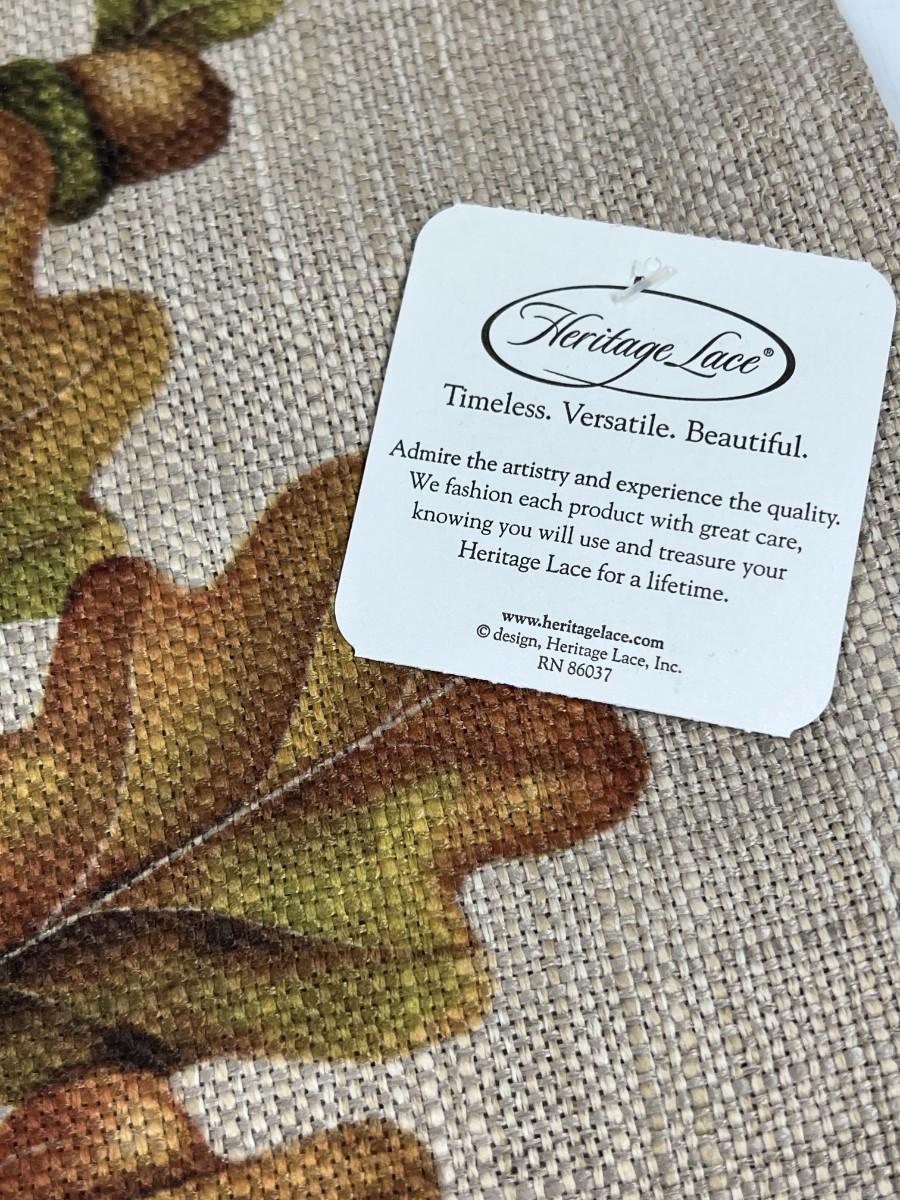 Heritage Lace®
Timeless. Versatile. Beautiful.
Admire the artistry and experience the quality.
We fashion each product with great care,
knowing you will use and treasure your
Heritage Lace for a lifetime.
www.heritagelace.com
© design, Heritage Lace, Inc.
RN 86037